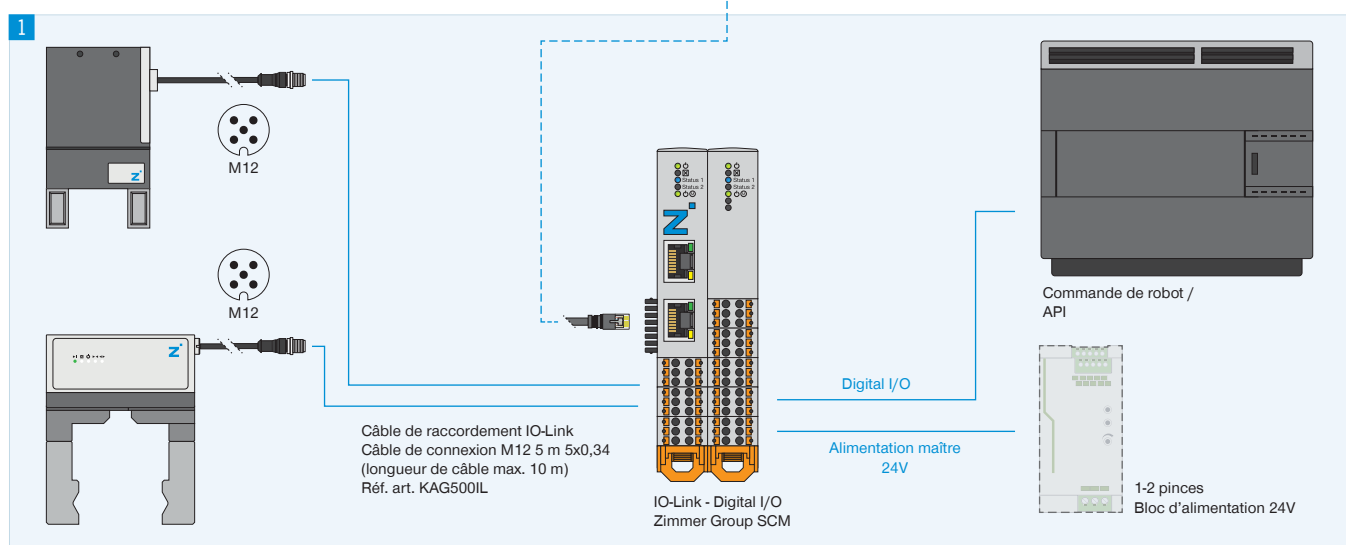 1
M12
M12
Câble de raccordement IO-Link
Câble de connexion M12 5 m 5x0,34
(longueur de câble max. 10 m)
Réf. art. KAG500IL
Status 1
Status 2
Status 1
Status 2
IO-Link - Digital I/O
Zimmer Group SCM
Digital I/O
Alimentation maître
24V
Commande de robot /
API
1-2 pinces
Bloc d'alimentation 24V